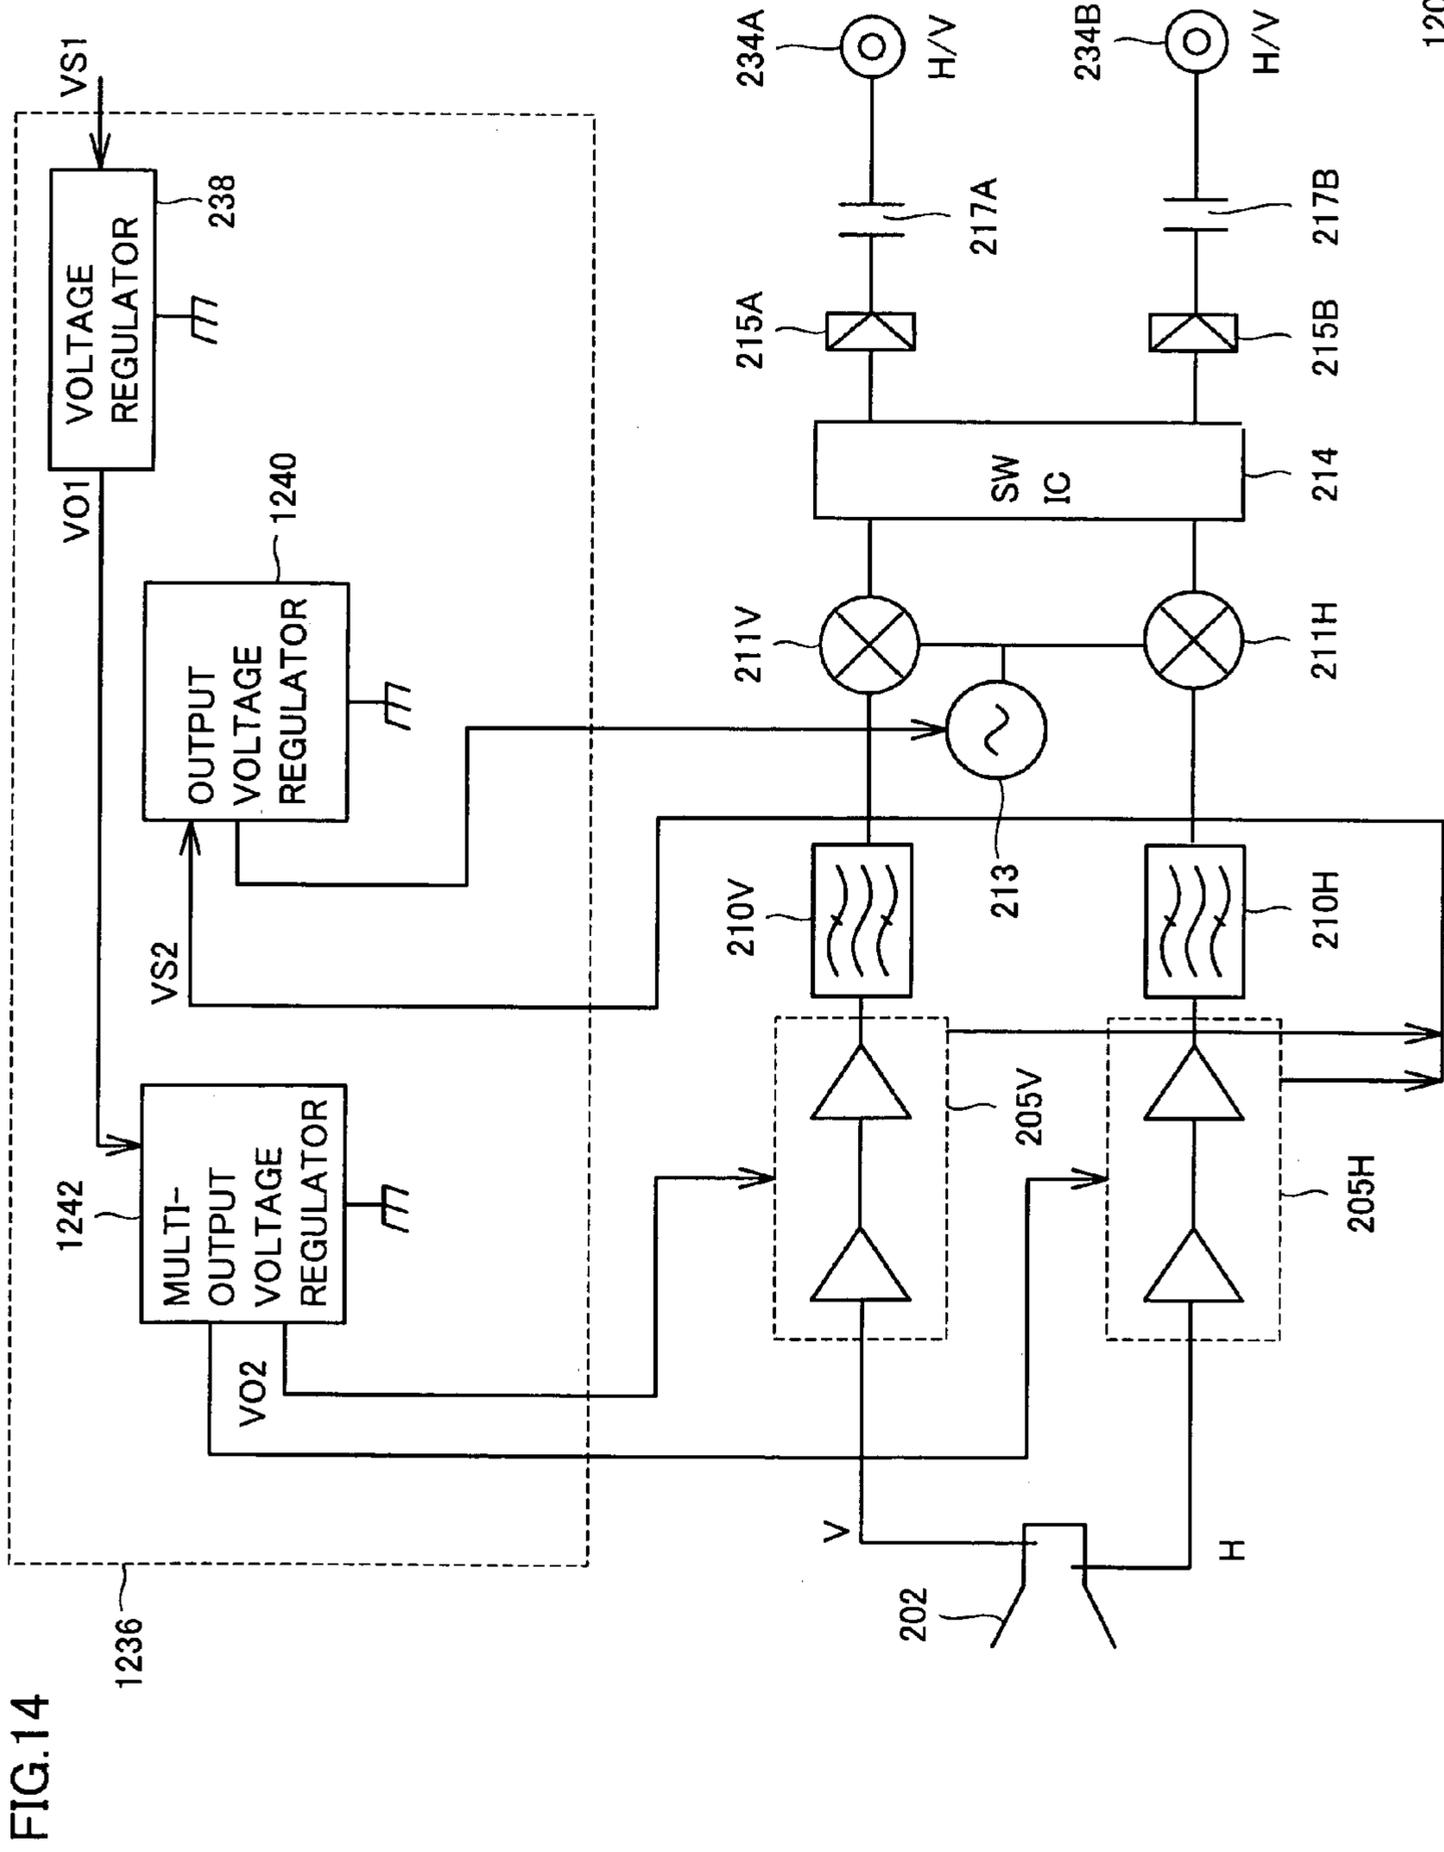 FIG.14
1236
1242
MULTI-
OUTPUT
VOLTAGE
REGULATOR
VO2
VS2
OUTPUT
VOLTAGE
REGULATOR
1240
VO1
VOLTAGE
REGULATOR
238
VS1
202
V
H
205V
205H
210V
210H
213
211V
211H
SW
IC
214
215A
215B
217A
217B
234A
H/V
234B
H/V